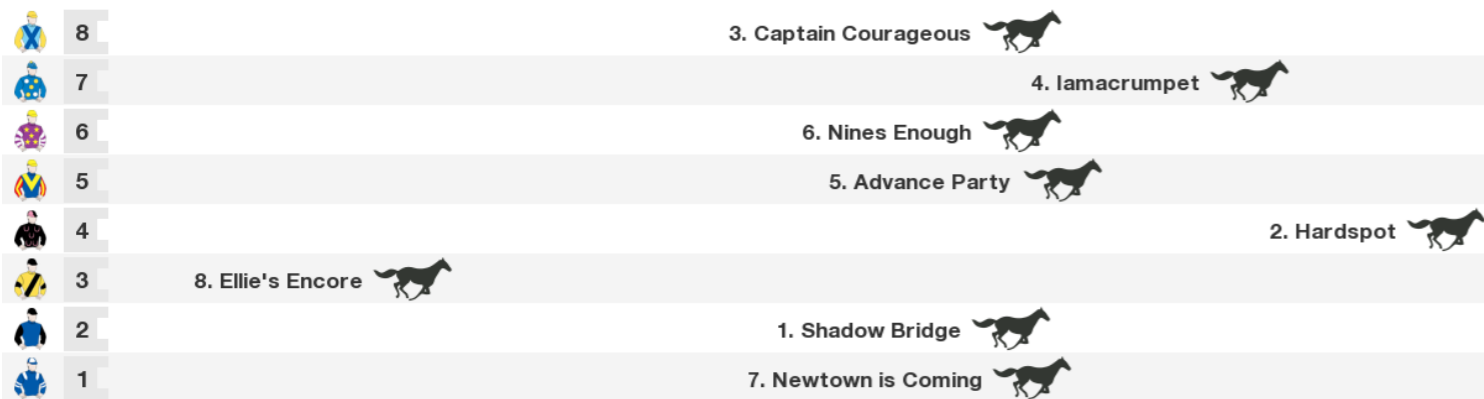 8 3. Captain Courageous
7 4. Iamacrumpet
6 6. Nines Enough
5 5. Advance Party
4 2. Hardspot
3 8. Ellie's Encore
2 1. Shadow Bridge
1 7. Newtown is Coming